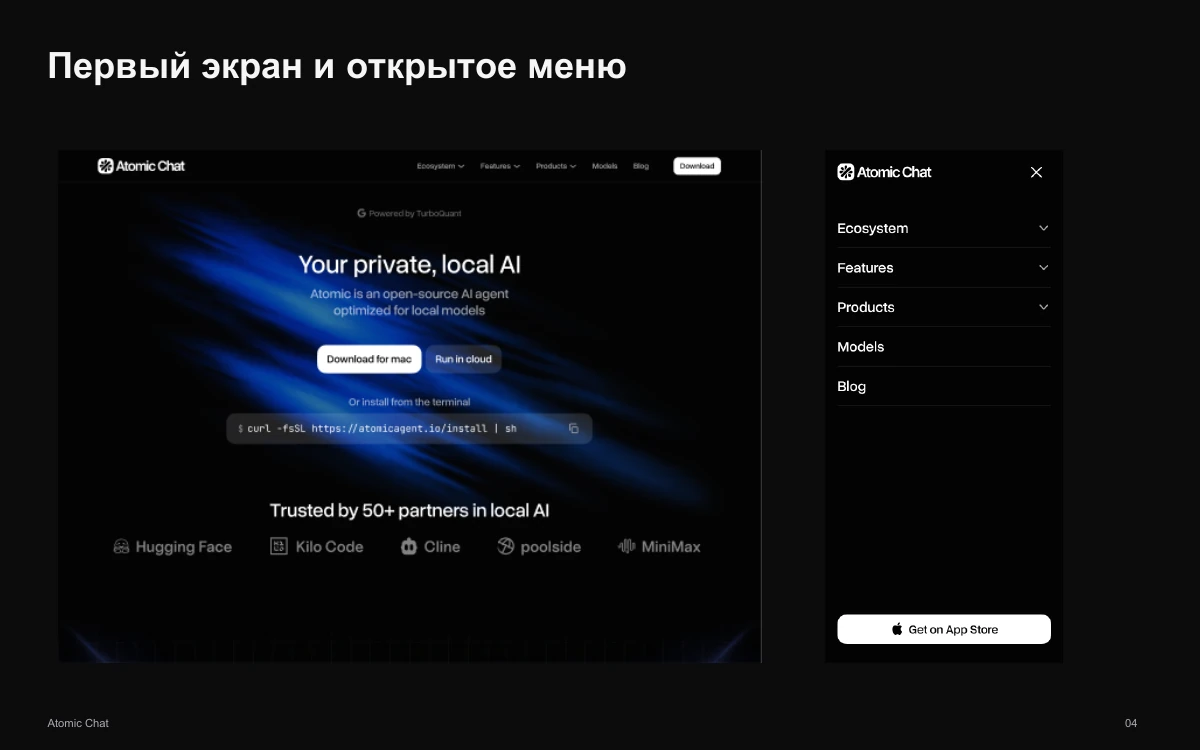 Первый экран и открытое меню
Atomic Chat
Ecosystem
Features
Products
Models
Blog
Download
Powered by TurboQuant
Your private, local AI
Atomic is an open-source AI agent
optimized for local models
Download for mac
Run in cloud
Or install from the terminal
$ curl -fsSL https://atomicagent.io/install | sh
Trusted by 50+ partners in local AI
Hugging Face
Kilo Code
Cline
poolside
MiniMax
Atomic Chat
Ecosystem
Features
Products
Models
Blog
Get on App Store
Atomic Chat
04